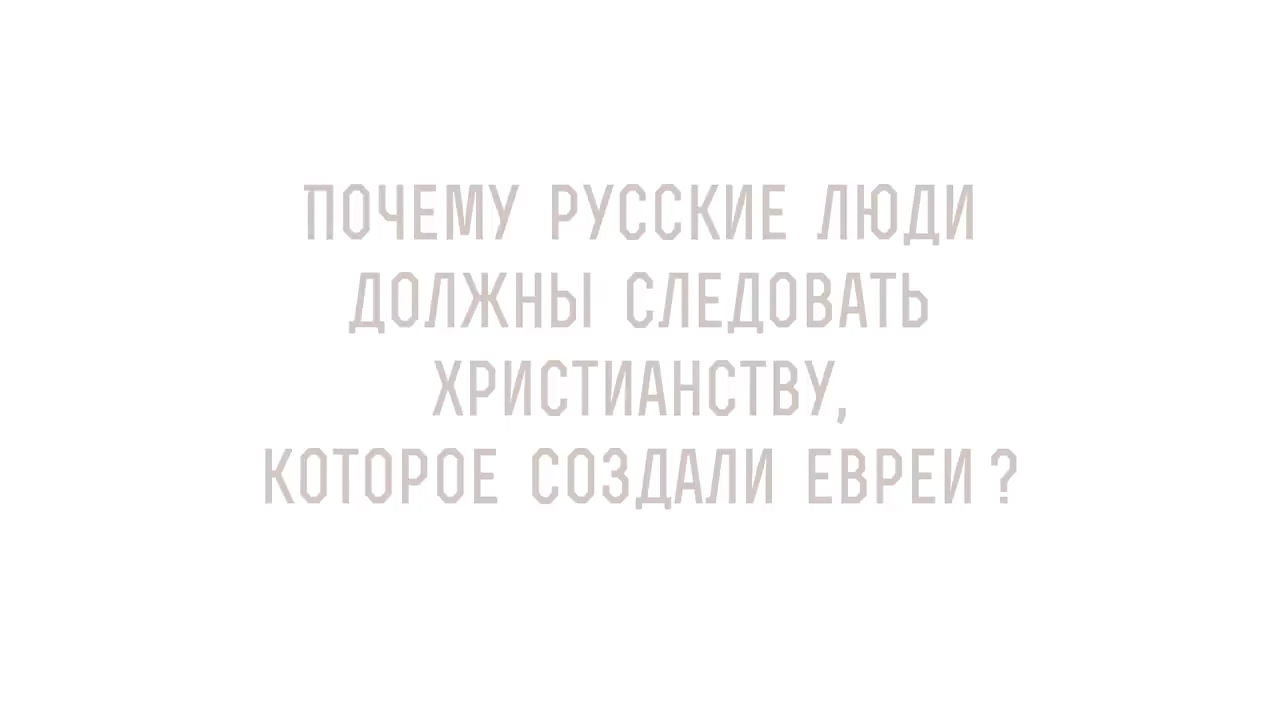 ПОЧЕМУ РУССКИЕ ЛЮДИ
ДОЛЖНЫ СЛЕДОВАТЬ
ХРИСТИАНСТВУ,
КОТОРОЕ СОЗДАЛИ ЕВРЕИ ?